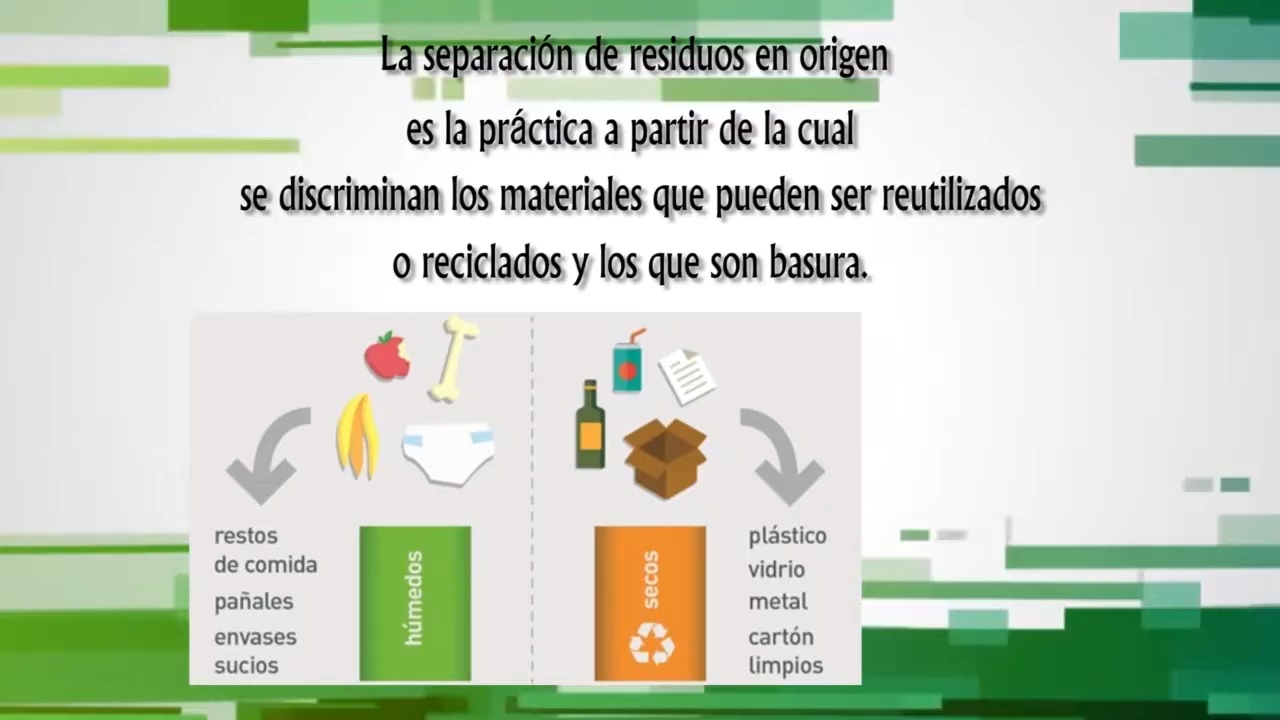 La separación de residuos en origen
es la práctica a partir de la cual
se discriminan los materiales que pueden ser reutilizados
o reciclados y los que son basura.
restos
de comida
pañales
envases
sucios
húmedos
secos
plástico
vidrio
metal
cartón
limpios